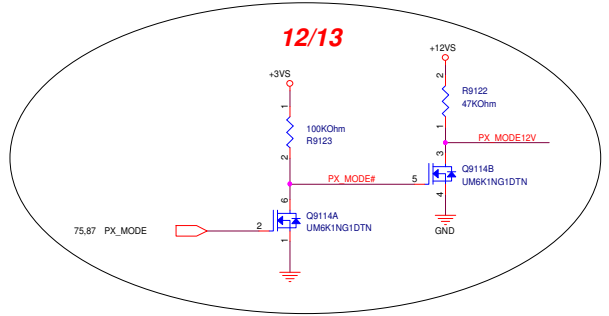 12/13
+12VS
+3VS
2
R9122
47KOhm
1
1
100KOhm
R9123
2
PX_MODE12V
3
Q9114B
UM6K1NG1DTN
PX_MODE#
5
4
6
Q9114A
UM6K1NG1DTN
75,87 PX_MODE
2
1
GND